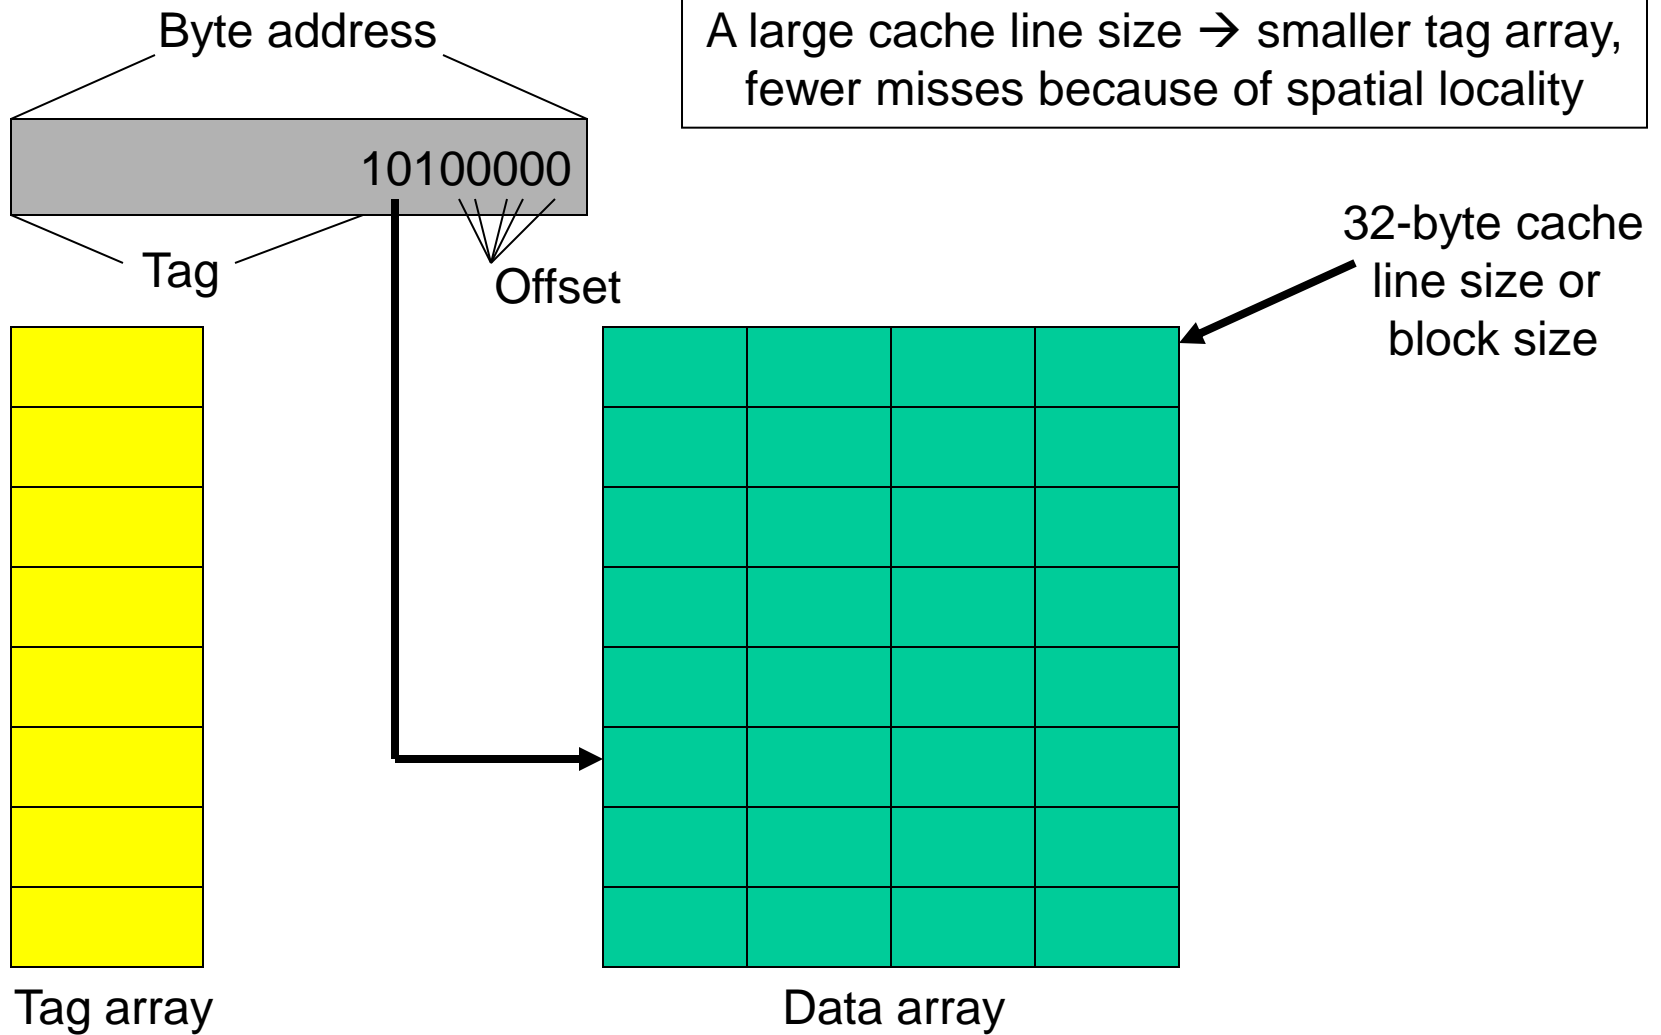 Byte address
A large cache line size → smaller tag array,
fewer misses because of spatial locality
10100000
Tag
Offset
32-byte cache
line size or
block size
Tag array
Data array